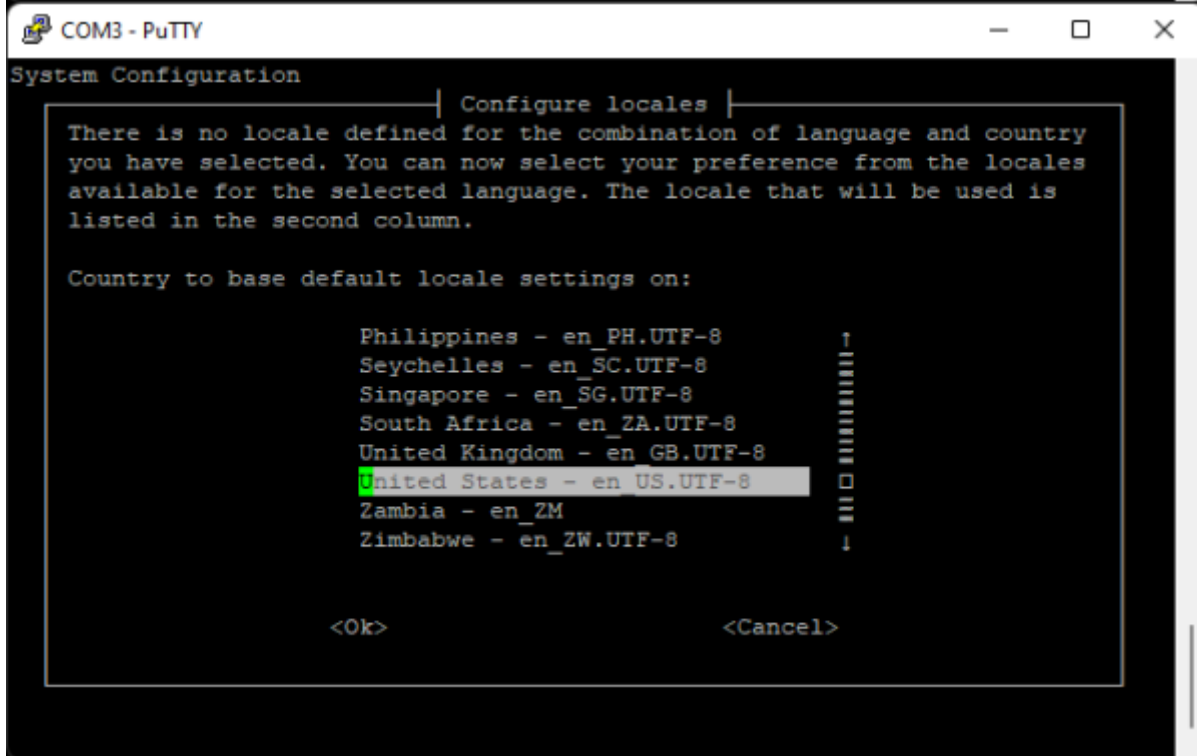 COM3 - PuTTY
System Configuration
Configure locales
There is no locale defined for the combination of language and country
you have selected. You can now select your preference from the locales
available for the selected language. The locale that will be used is
listed in the second column.
Country to base default locale settings on:
Philippines - en_PH.UTF-8
Seychelles - en_SC.UTF-8
Singapore - en_SG.UTF-8
South Africa - en_ZA.UTF-8
United Kingdom - en_GB.UTF-8
United States - en_US.UTF-8
Zambia - en_ZM
Zimbabwe - en_ZW.UTF-8
<Ok> <Cancel>